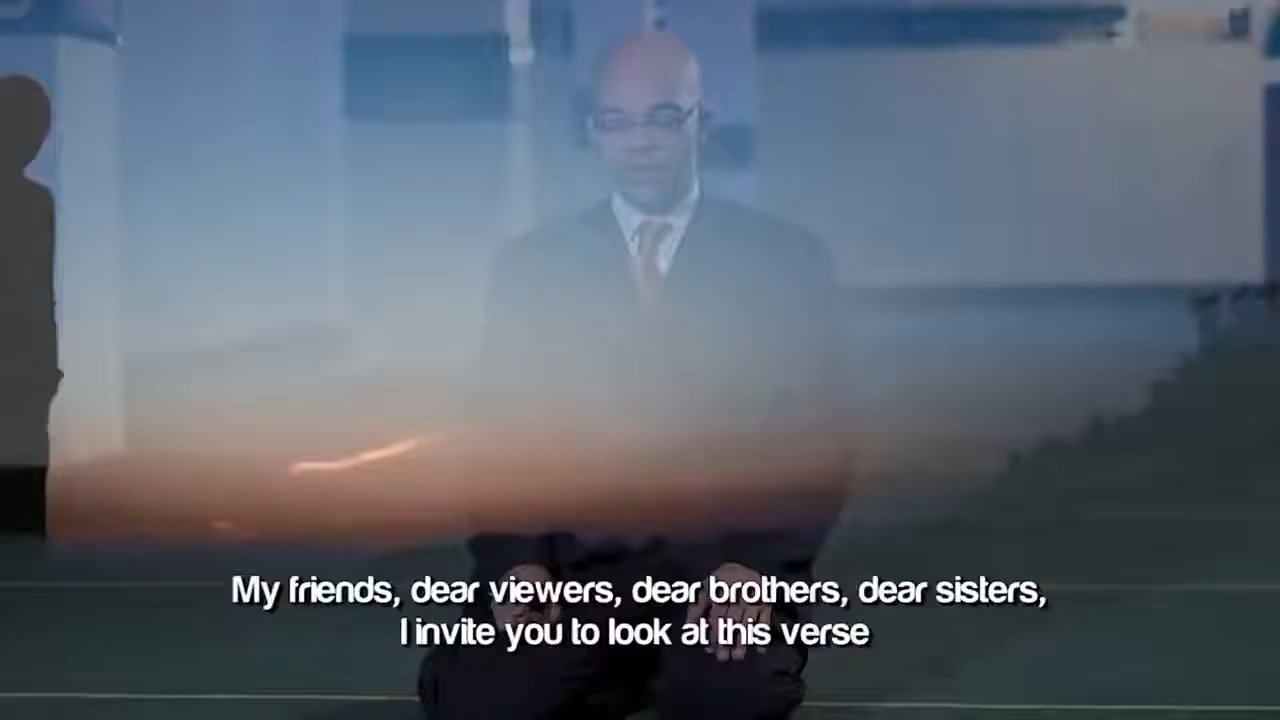 My friends, dear viewers, dear brothers, dear sisters,
I invite you to look at this verse